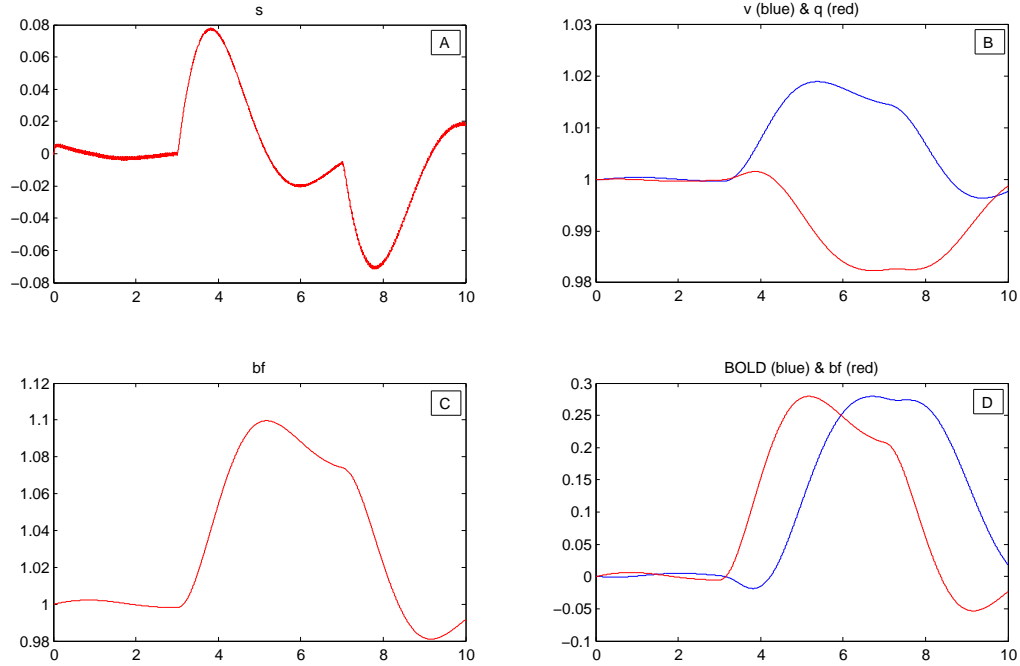 s
A
0.08
0.06
0.04
0.02
0
−0.02
−0.04
−0.06
−0.08
0 2 4 6 8 10
v (blue) & q (red)
B
1.03
1.02
1.01
1
0.99
0.98
0 2 4 6 8 10
bf
C
1.12
1.1
1.08
1.06
1.04
1.02
1
0.98
0 2 4 6 8 10
BOLD (blue) & bf (red)
D
0.3
0.25
0.2
0.15
0.1
0.05
0
−0.05
−0.1
0 2 4 6 8 10